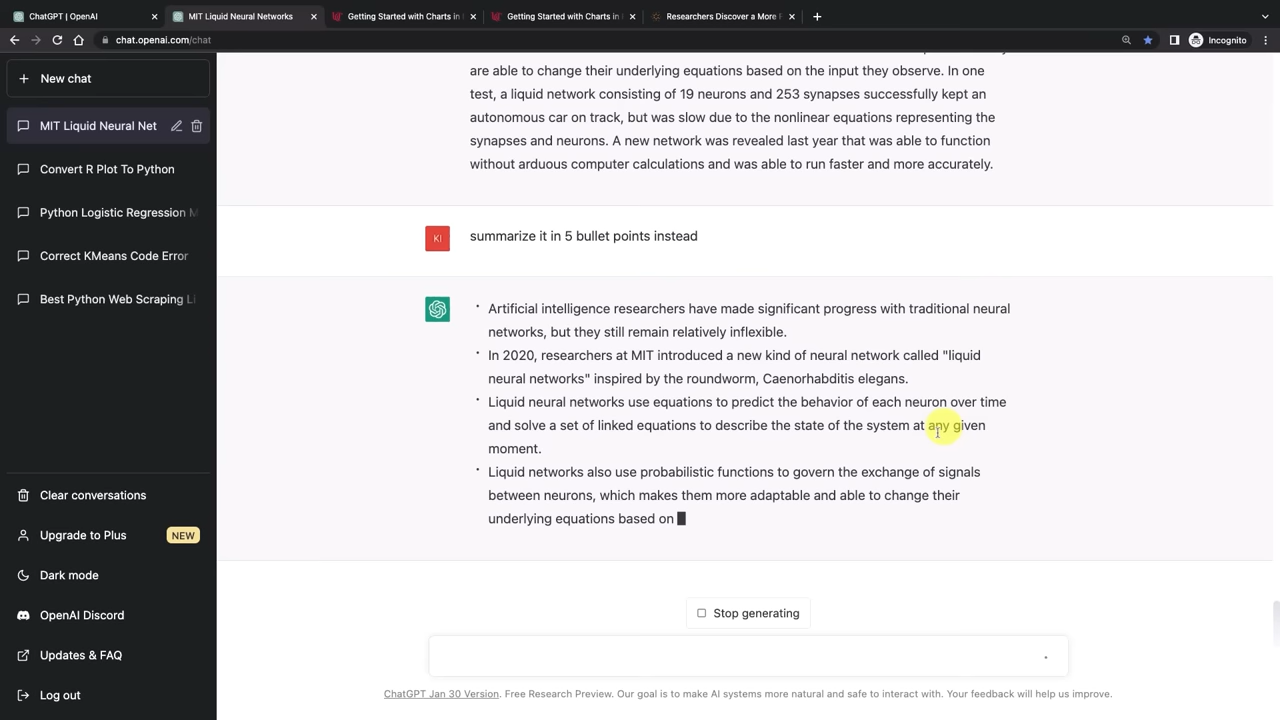 ChatGPT | OpenAI
MIT Liquid Neural Networks
Getting Started with Charts in
Getting Started with Charts in
Researchers Discover a More
chat.openai.com/chat
Incognito
New chat
MIT Liquid Neural Net
Convert R Plot To Python
Python Logistic Regression M
Correct KMeans Code Error
Best Python Web Scraping Li
Clear conversations
Upgrade to Plus NEW
Dark mode
OpenAI Discord
Updates & FAQ
Log out
are able to change their underlying equations based on the input they observe. In one
test, a liquid network consisting of 19 neurons and 253 synapses successfully kept an
autonomous car on track, but was slow due to the nonlinear equations representing the
synapses and neurons. A new network was revealed last year that was able to function
without arduous computer calculations and was able to run faster and more accurately.
KI
summarize it in 5 bullet points instead
• Artificial intelligence researchers have made significant progress with traditional neural
networks, but they still remain relatively inflexible.
• In 2020, researchers at MIT introduced a new kind of neural network called "liquid
neural networks" inspired by the roundworm, Caenorhabditis elegans.
• Liquid neural networks use equations to predict the behavior of each neuron over time
and solve a set of linked equations to describe the state of the system at any given
moment.
• Liquid networks also use probabilistic functions to govern the exchange of signals
between neurons, which makes them more adaptable and able to change their
underlying equations based on
Stop generating
ChatGPT Jan 30 Version. Free Research Preview. Our goal is to make AI systems more natural and safe to interact with. Your feedback will help us improve.